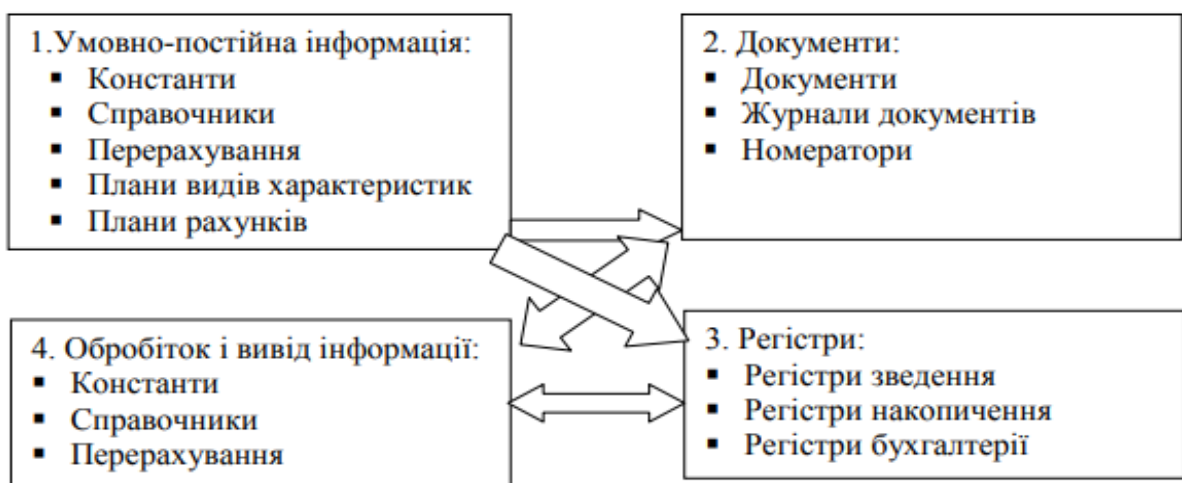 1.Умовно-постійна інформація:
▪ Константи
▪ Справочники
▪ Перерахування
▪ Плани видів характеристик
▪ Плани рахунків
2. Документи:
▪ Документи
▪ Журнали документів
▪ Номератори
4. Обробіток і вивід інформації:
▪ Константи
▪ Справочники
▪ Перерахування
3. Регістри:
▪ Регістри зведення
▪ Регістри накопичення
▪ Регістри бухгалтерії